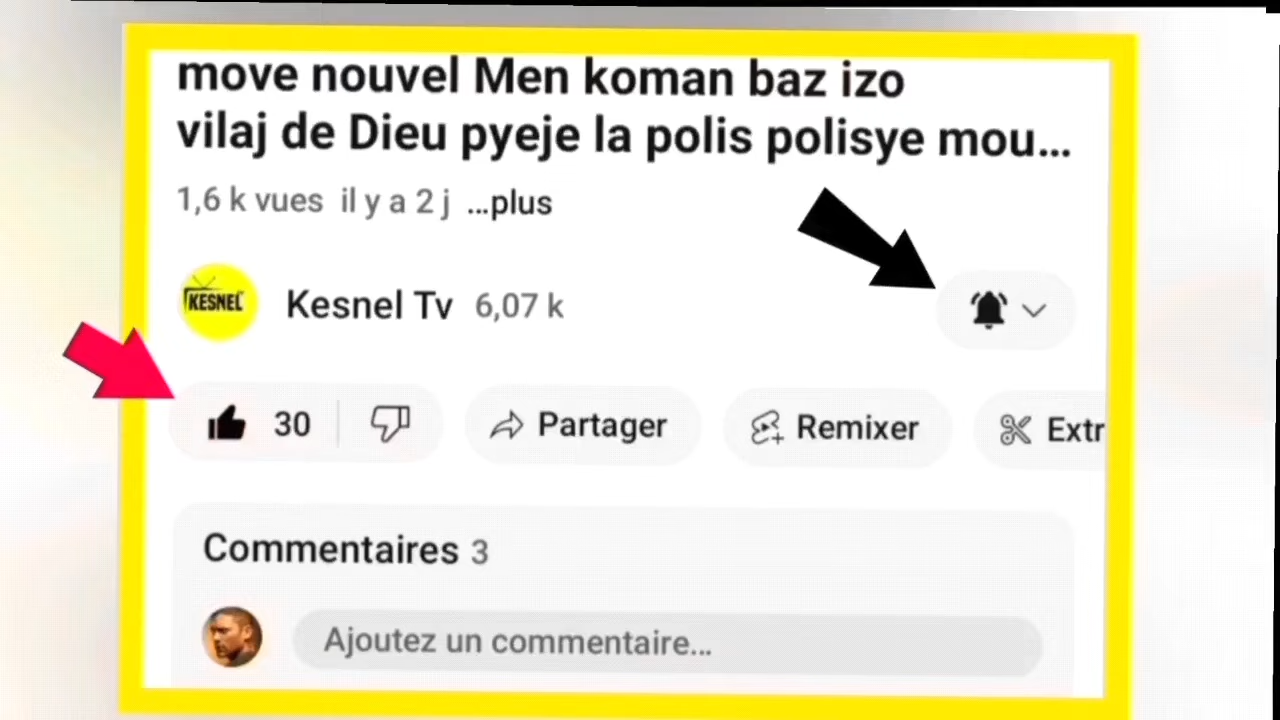 move nouvel Men koman baz izo
vilaj de Dieu pyeje la polis polisye mou...
1,6 k vues il y a 2 j ...plus
KESNEL
Kesnel Tv 6,07 k
30
Partager
Remixer
Extr
Commentaires 3
Ajoutez un commentaire...